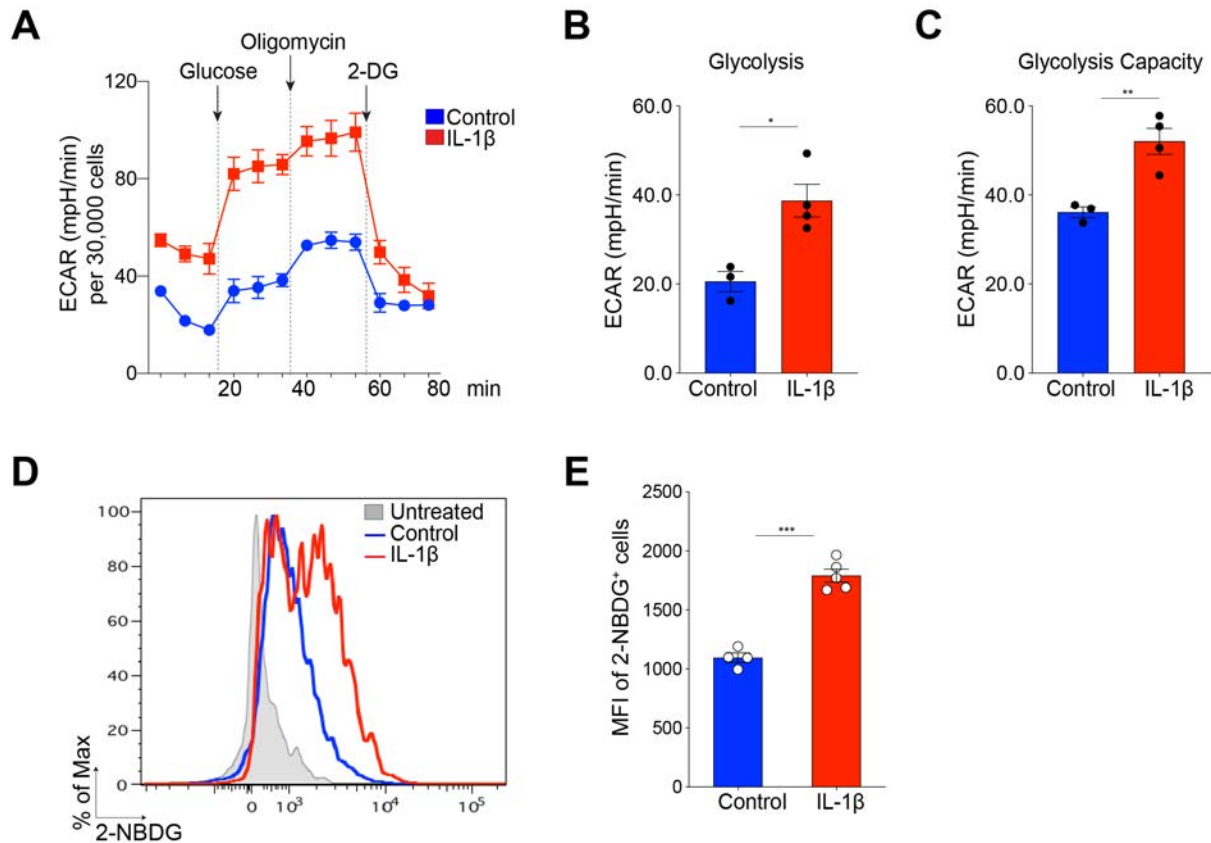 A
Oligomycin
Glucose
2-DG
120
80
40
0
Control
IL-1β
ECAR (mpH/min)
per 30,000 cells
20 40 60 80 min
B
Glycolysis
60.0
40.0
20.0
0.0
*
ECAR (mpH/min)
Control IL-1β
C
Glycolysis Capacity
60.0
40.0
20.0
0.0
**
ECAR (mpH/min)
Control IL-1β
D
100
80
60
40
20
0
Untreated
Control
IL-1β
0 10³ 10⁴ 10⁵
% of Max
2-NBDG
E
2500
2000
1500
1000
500
0
***
MFI of 2-NBDG⁺ cells
Control IL-1β